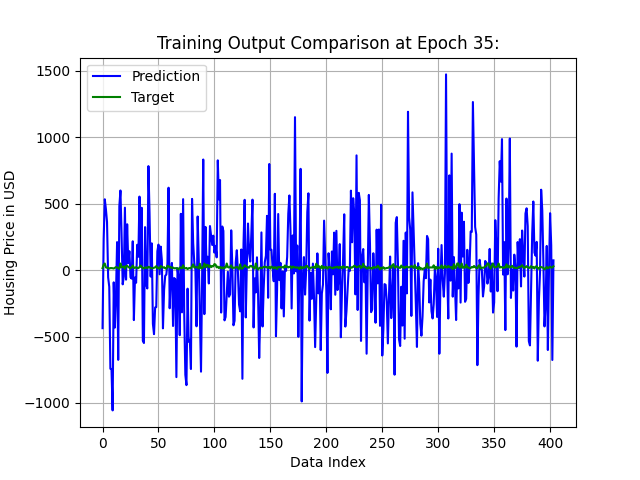 Training Output Comparison at Epoch 35:
Prediction
Target
Housing Price in USD
1500
1000
500
0
−500
−1000
0 50 100 150 200 250 300 350 400
Data Index